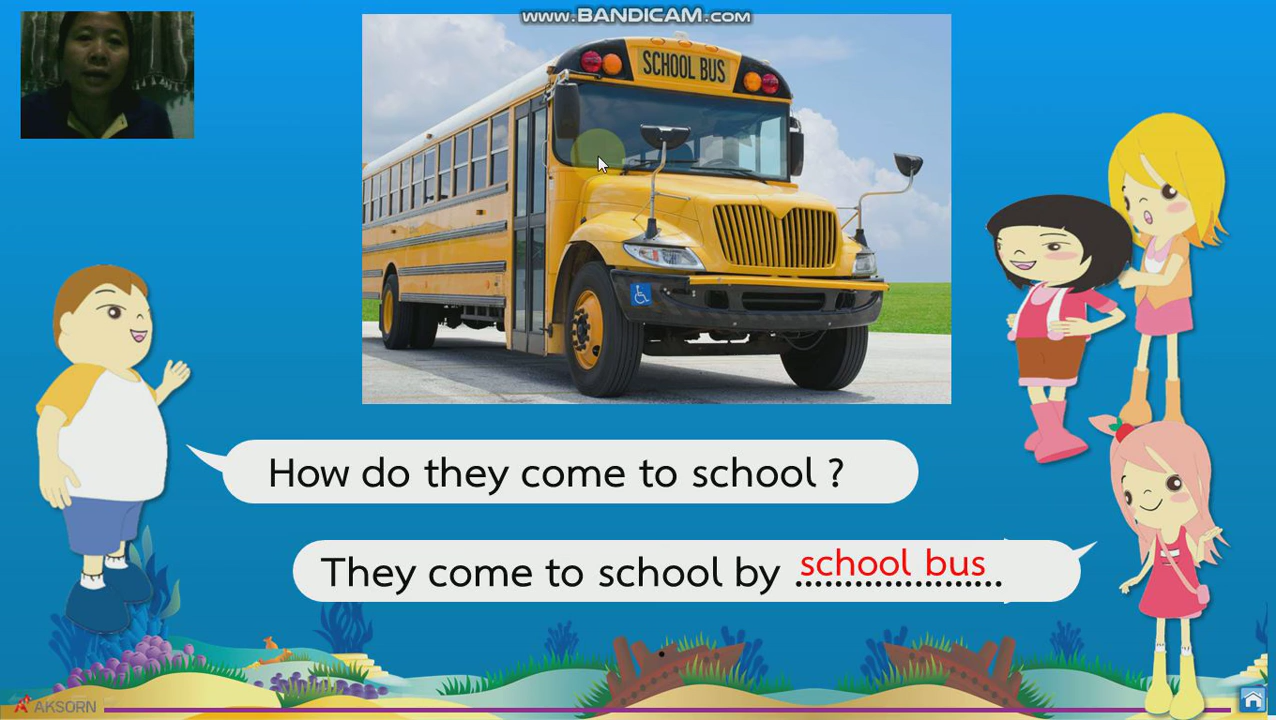 www.BANDICAM.com
SCHOOL BUS
How do they come to school ?
They come to school by school bus
AKSORN